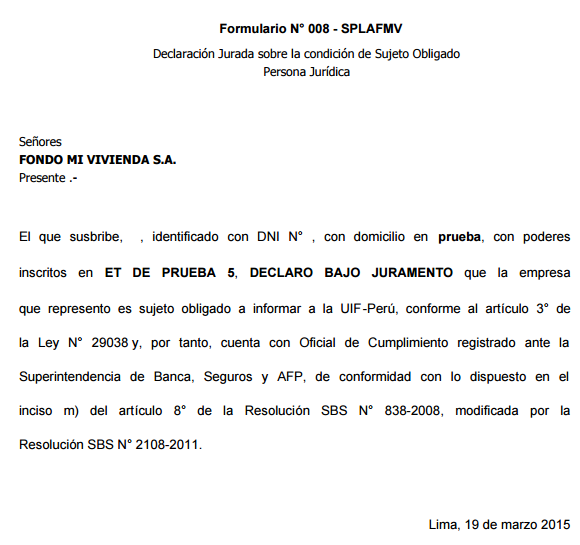 Formulario N° 008 - SPLAFMV
Declaración Jurada sobre la condición de Sujeto Obligado
Persona Jurídica
Señores
FONDO MI VIVIENDA S.A.
Presente .-
El que susbribe, , identificado con DNI N° , con domicilio en prueba, con poderes
inscritos en ET DE PRUEBA 5, DECLARO BAJO JURAMENTO que la empresa
que represento es sujeto obligado a informar a la UIF-Perú, conforme al artículo 3° de
la Ley N° 29038 y, por tanto, cuenta con Oficial de Cumplimiento registrado ante la
Superintendencia de Banca, Seguros y AFP, de conformidad con lo dispuesto en el
inciso m) del artículo 8° de la Resolución SBS N° 838-2008, modificada por la
Resolución SBS N° 2108-2011.
Lima, 19 de marzo 2015